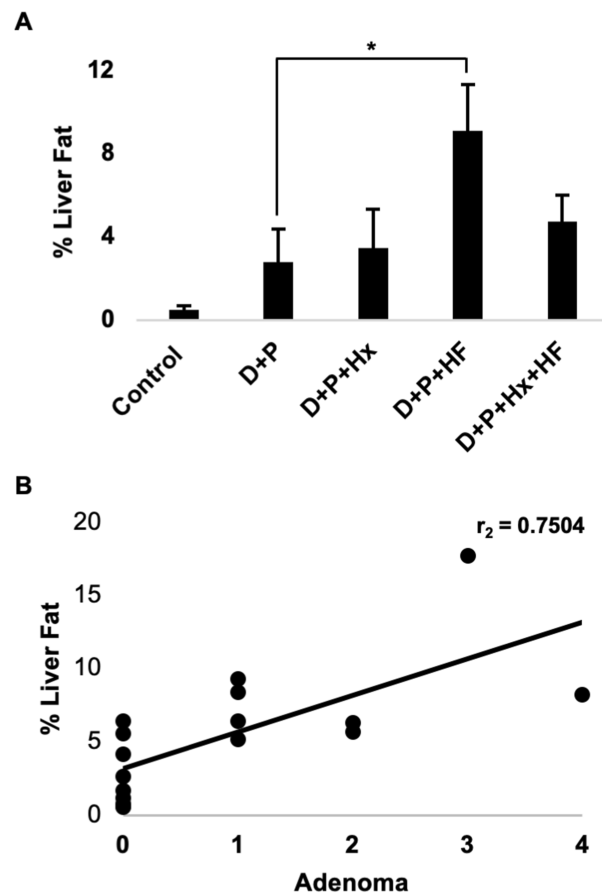 A
*
12
8
4
0
% Liver Fat
Control
D+P
D+P+Hx
D+P+HF
D+P+Hx+HF
B
r₂ = 0.7504
20
15
10
5
0
% Liver Fat
0 1 2 3 4
Adenoma